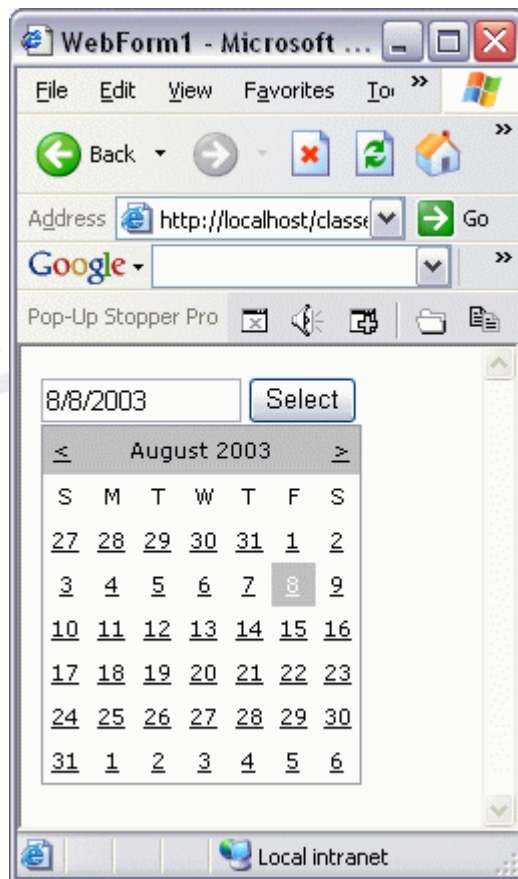 WebForm1 - Microsoft ...
File Edit View Favorites To »
Back »
Address http://localhost/classe Go
Google »
Pop-Up Stopper Pro
8/8/2003 Select
< August 2003 >
S M T W T F S
27 28 29 30 31 1 2
3 4 5 6 7 8 9
10 11 12 13 14 15 16
17 18 19 20 21 22 23
24 25 26 27 28 29 30
31 1 2 3 4 5 6
Local intranet